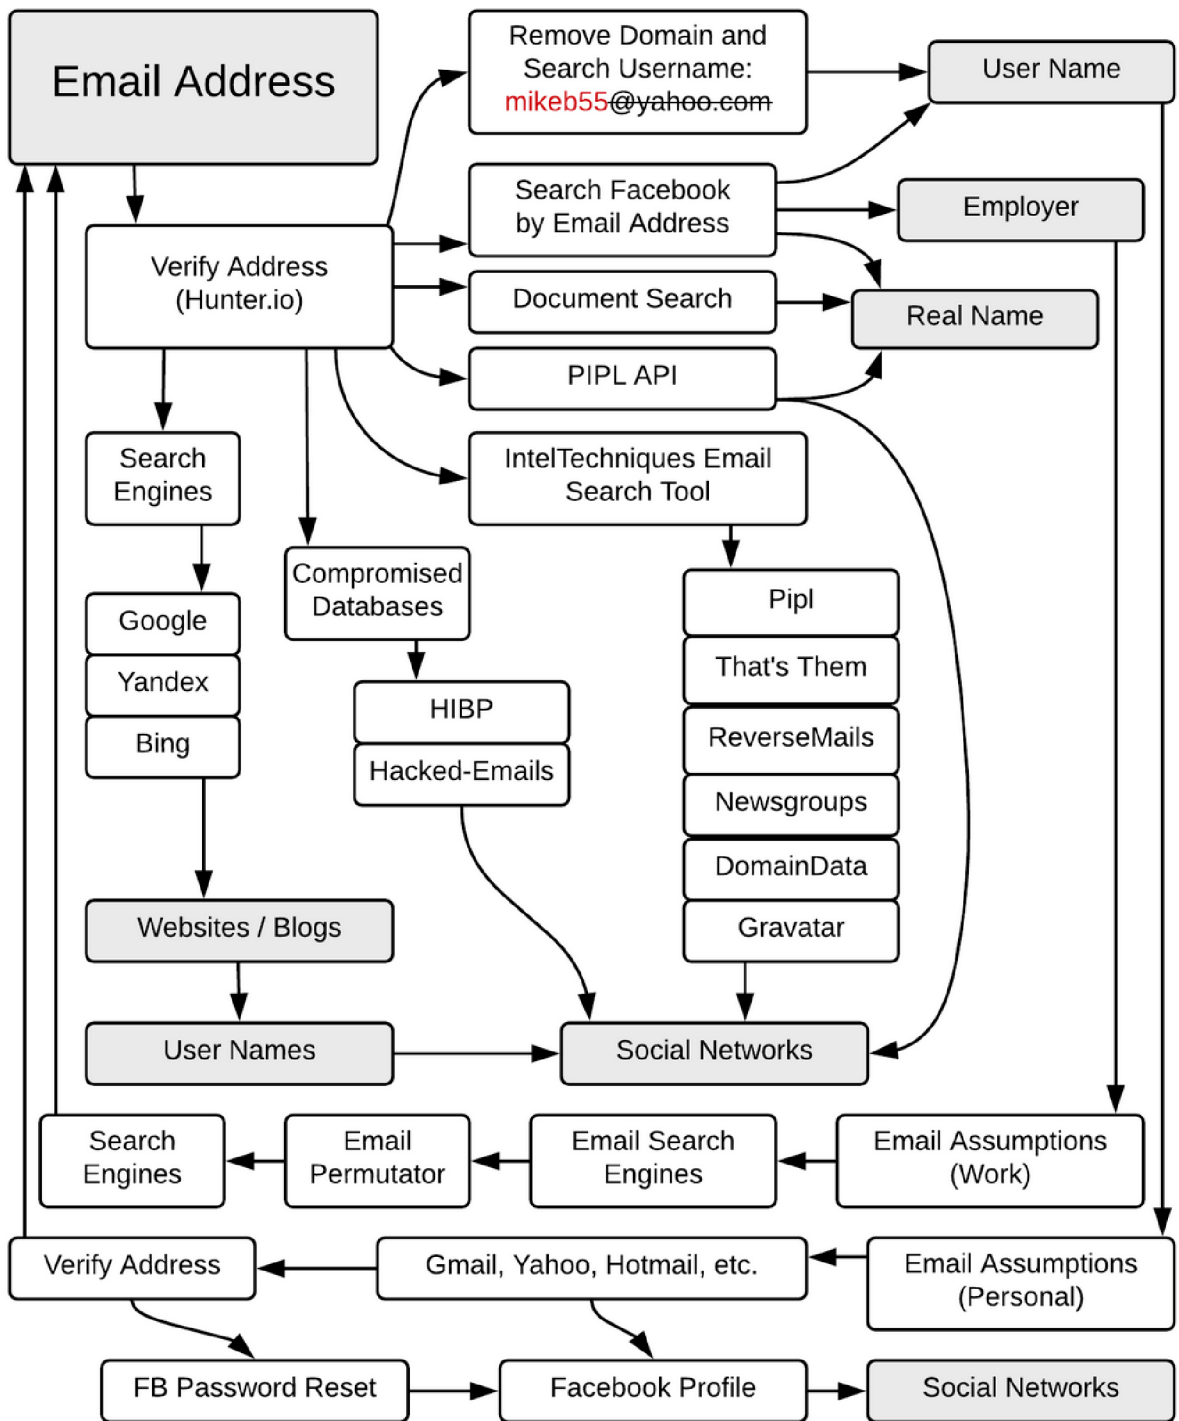 Email Address
Remove Domain and
Search Username:
mikeb55@yahoo.com
User Name
Search Facebook
by Email Address
Employer
Verify Address
(Hunter.io)
Document Search
Real Name
PIPL API
Search
Engines
IntelTechniques Email
Search Tool
Compromised
Databases
Google
Yandex
Bing
HIBP
Hacked-Emails
Pipl
That's Them
ReverseMails
Newsgroups
DomainData
Gravatar
Websites / Blogs
User Names
Social Networks
Search
Engines
Email
Permutator
Email Search
Engines
Email Assumptions
(Work)
Verify Address
Gmail, Yahoo, Hotmail, etc.
Email Assumptions
(Personal)
FB Password Reset
Facebook Profile
Social Networks